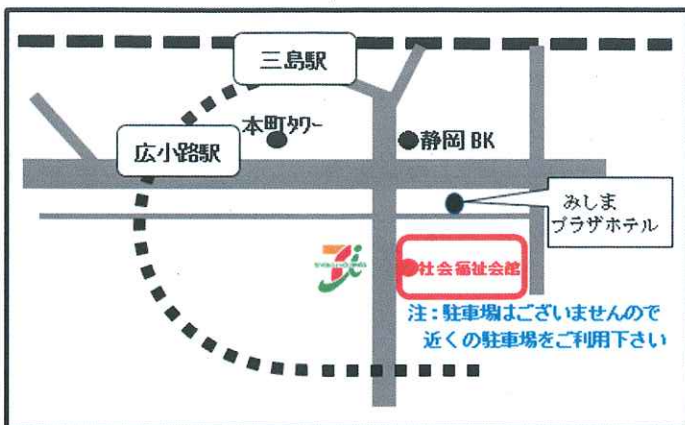 三島駅
本町タワー
静岡 BK
広小路駅
みしま
プラザホテル
社会福祉会館
注：駐車場はございませんので
近くの駐車場をご利用下さい